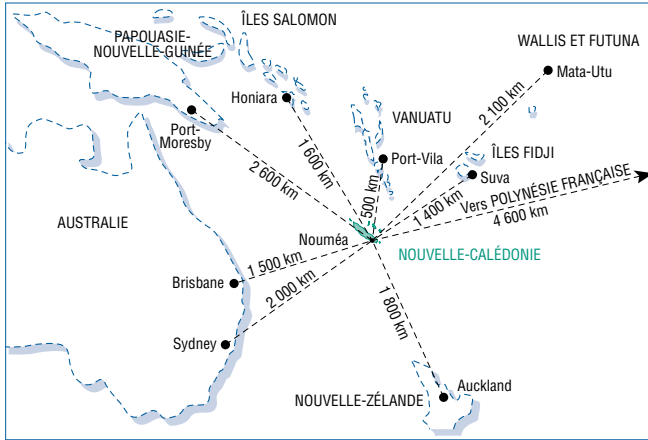 ÎLES SALOMON
PAPOUASIE-
NOUVELLE-GUINÉE
WALLIS ET FUTUNA
Mata-Utu
Honiara
2 100 km
Port-
Moresby
VANUATU
1 600 km
ÎLES FIDJI
Port-Vila
2 600 km
Suva
500 km
1 400 km
Vers POLYNÉSIE FRANÇAISE
4 600 km
AUSTRALIE
Nouméa
NOUVELLE-CALÉDONIE
1 500 km
Brisbane
2 000 km
1 800 km
Sydney
Auckland
NOUVELLE-ZÉLANDE